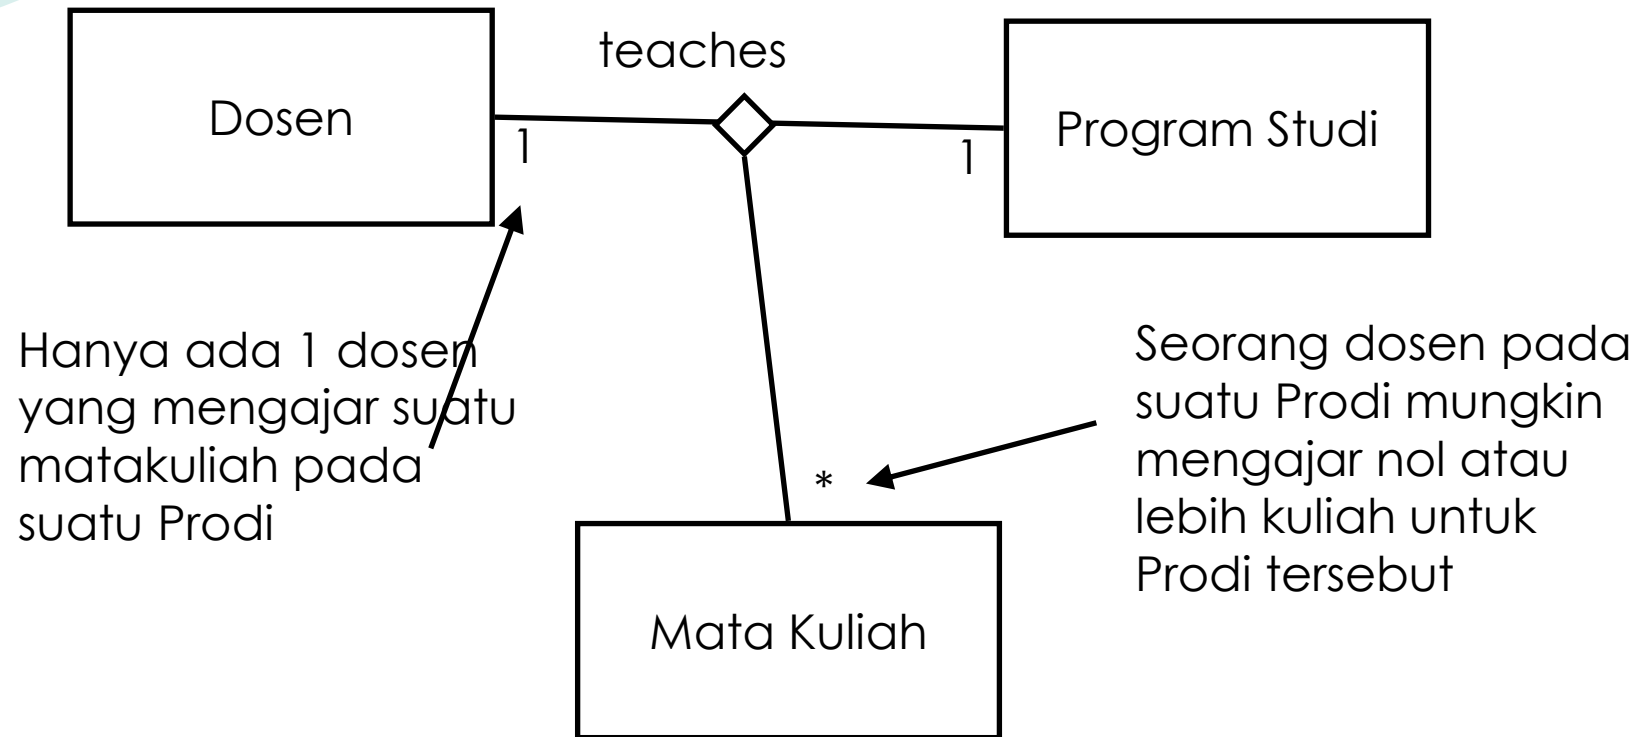 teaches
Dosen
Program Studi
1
1
Hanya ada 1 dosen
yang mengajar suatu
matakuliah pada
suatu Prodi
Seorang dosen pada
suatu Prodi mungkin
mengajar nol atau
lebih kuliah untuk
Prodi tersebut
*
Mata Kuliah